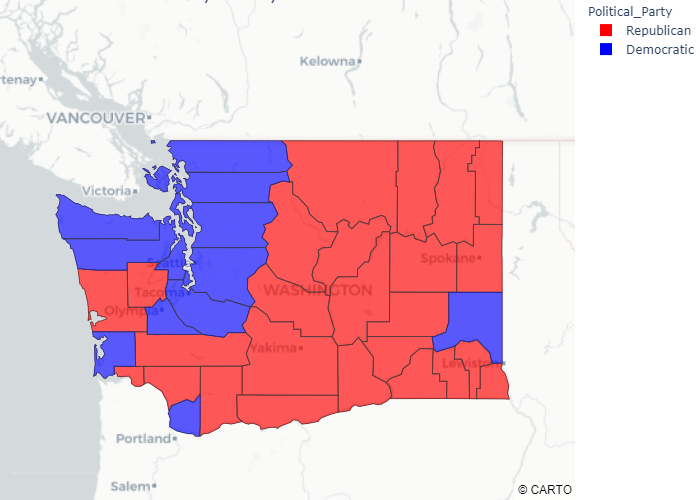 Political_Party
Republican
Democratic
Kelowna
rtenay
VANCOUVER
Victoria
Seattle
Spokane
Tacoma
WASHINGTON
Olympia
Yakima
Lewiston
Portland
Salem
© CARTO